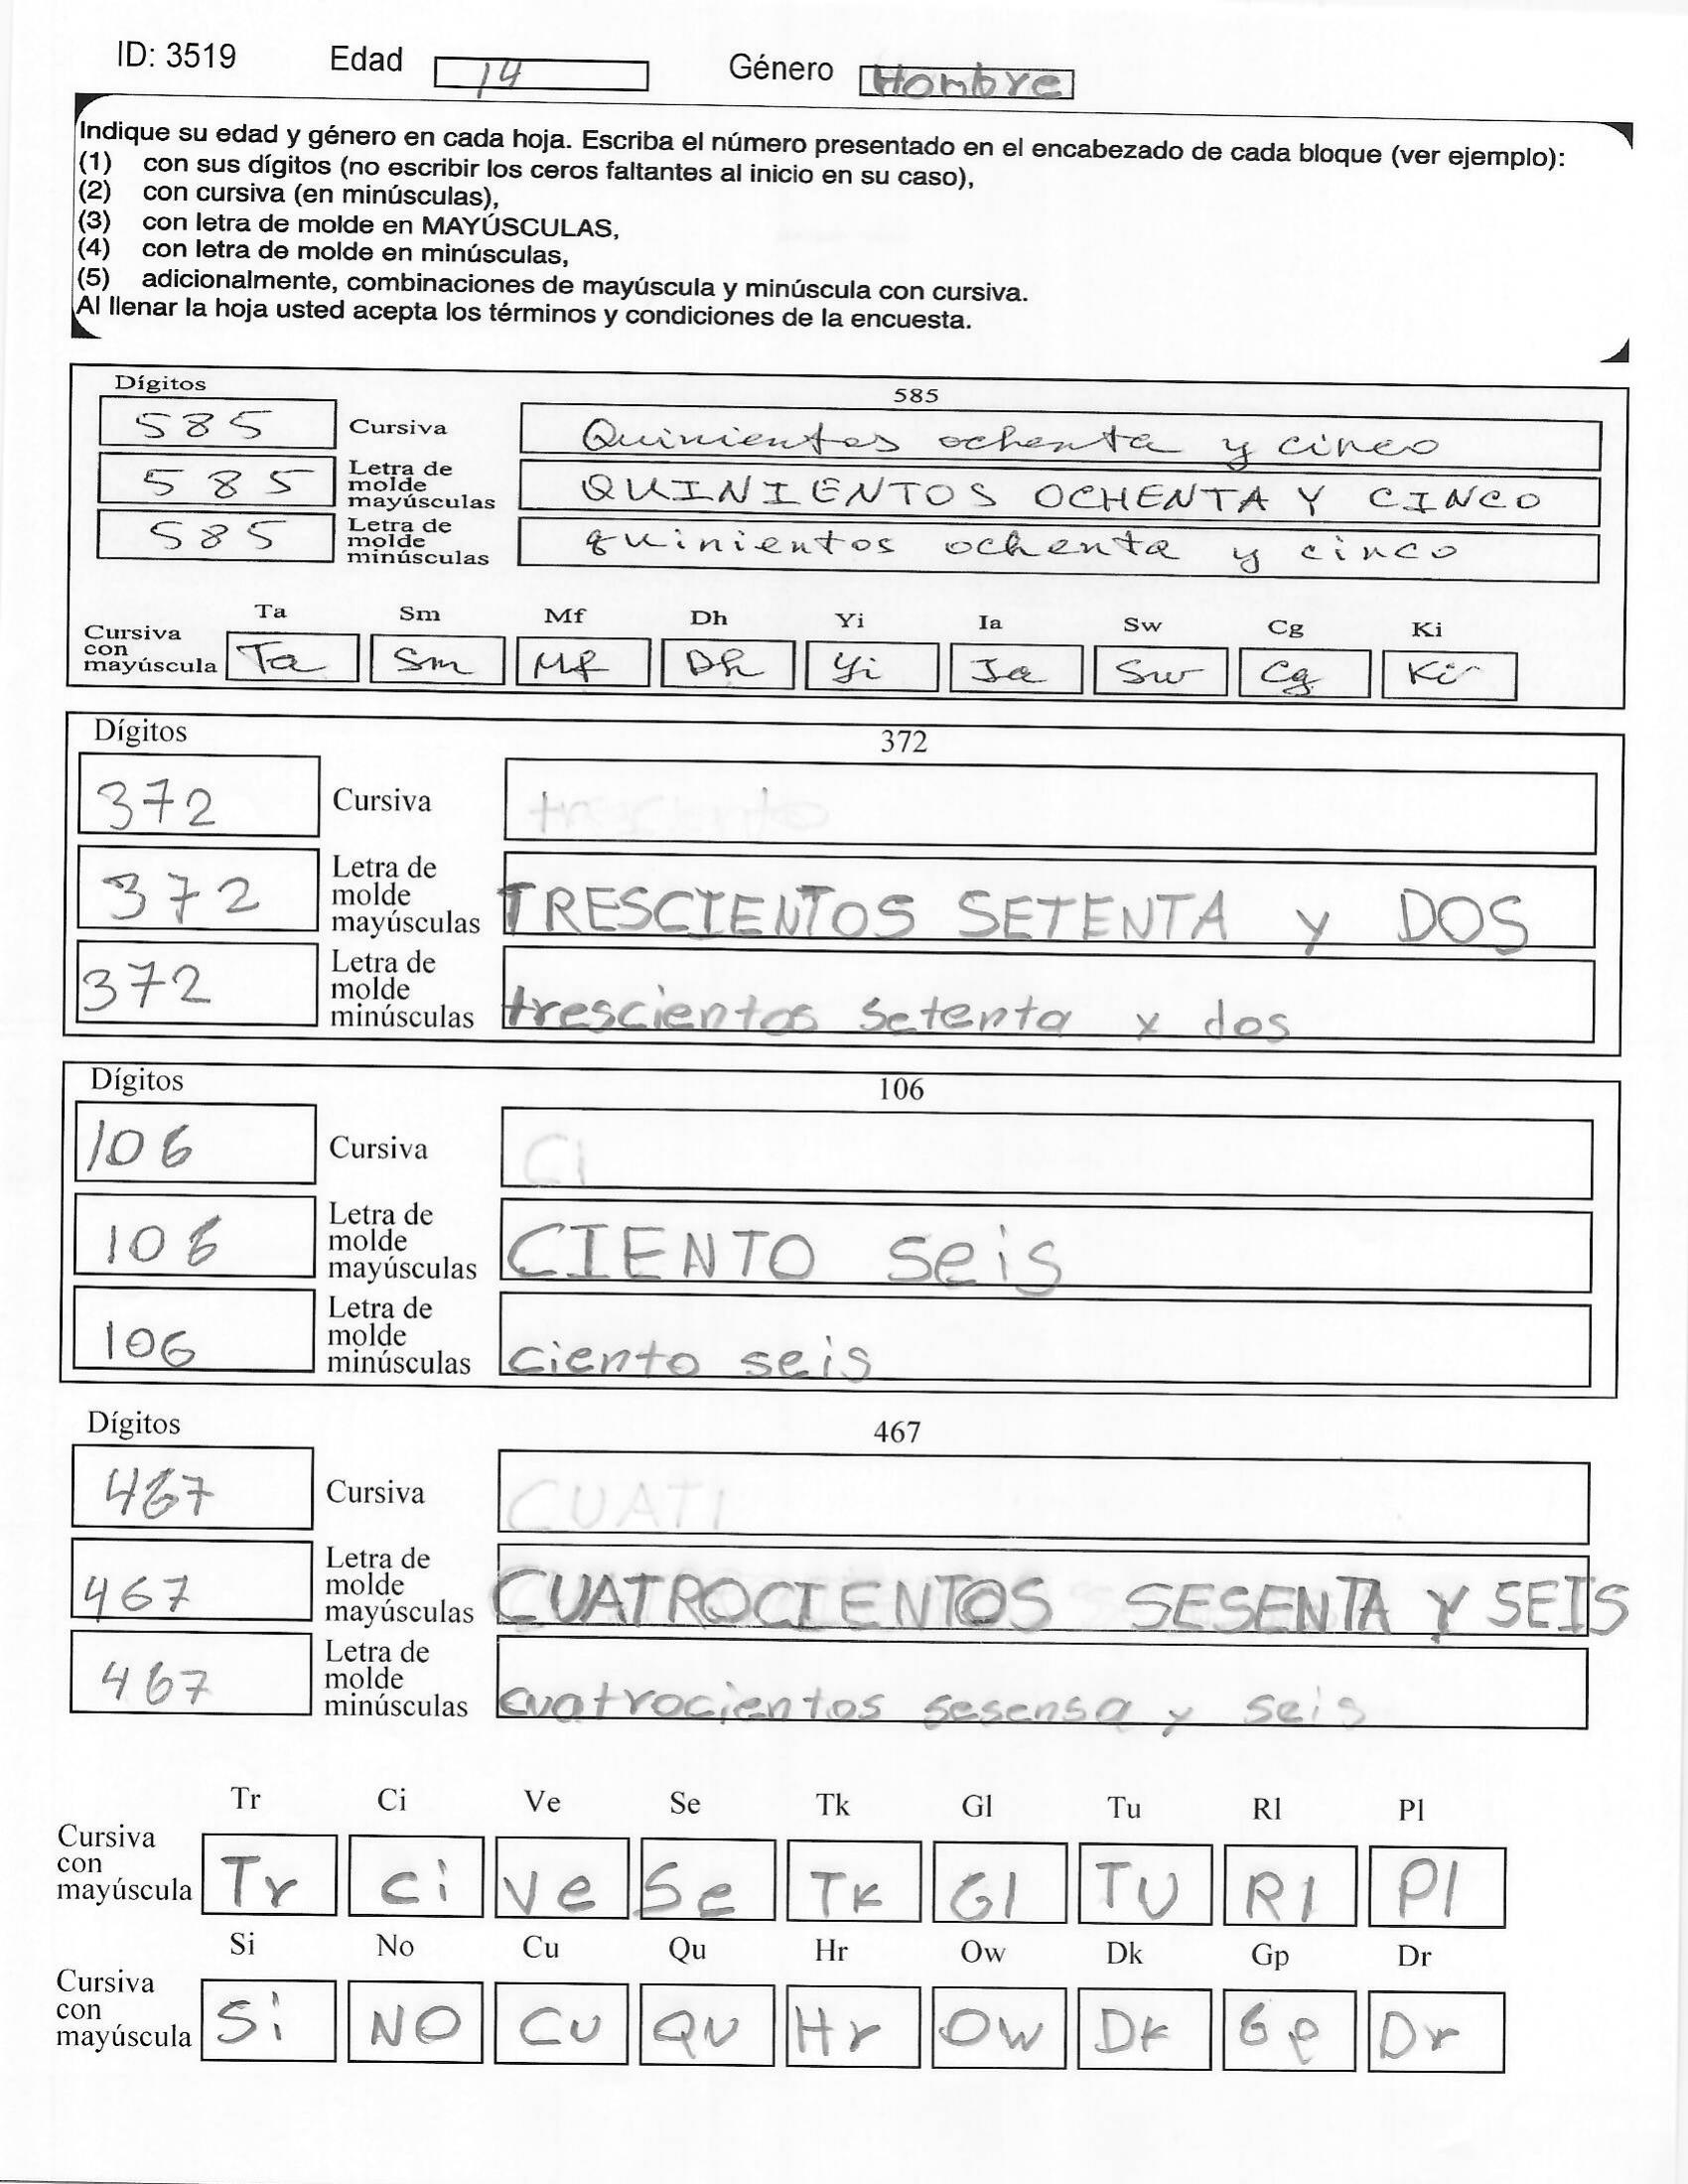 ID: 3519 Edad 14 Género Hombre
Indique su edad y género en cada hoja. Escriba el número presentado en el encabezado de cada bloque (ver ejemplo):
(1) con sus dígitos (no escribir los ceros faltantes al inicio en su caso),
(2) con cursiva (en minúsculas),
(3) con letra de molde en MAYÚSCULAS,
(4) con letra de molde en minúsculas,
(5) adicionalmente, combinaciones de mayúscula y minúscula con cursiva.
Al llenar la hoja usted acepta los términos y condiciones de la encuesta.
Dígitos 585
585 Cursiva Quinientos ochenta y cinco
585 Letra de molde mayúsculas QUINIENTOS OCHENTA Y CINCO
585 Letra de molde minúsculas quinientos ochenta y cinco
Ta Sm Mf Dh Yi Ia Sw Cg Ki
Cursiva con mayúscula Ta Sm Mf Dh Yi Ia Sw Cg Ki
Dígitos 372
372 Cursiva
372 Letra de molde mayúsculas TRESCIENTOS SETENTA y DOS
372 Letra de molde minúsculas trescientos setenta y dos
Dígitos 106
106 Cursiva CI
106 Letra de molde mayúsculas CIENTO seis
106 Letra de molde minúsculas ciento seis
Dígitos 467
467 Cursiva
467 Letra de molde mayúsculas CUATROCIENTOS SESENTA Y SEIS
467 Letra de molde minúsculas cuatrocientos sesensa y seis
Tr Ci Ve Se Tk Gl Tu Rl Pl
Cursiva con mayúscula Tr ci Ve Se Tk Gl TU Rl Pl
Si No Cu Qu Hr Ow Dk Gp Dr
Cursiva con mayúscula Si NO CU QU Hr OW Dk Gp Dr